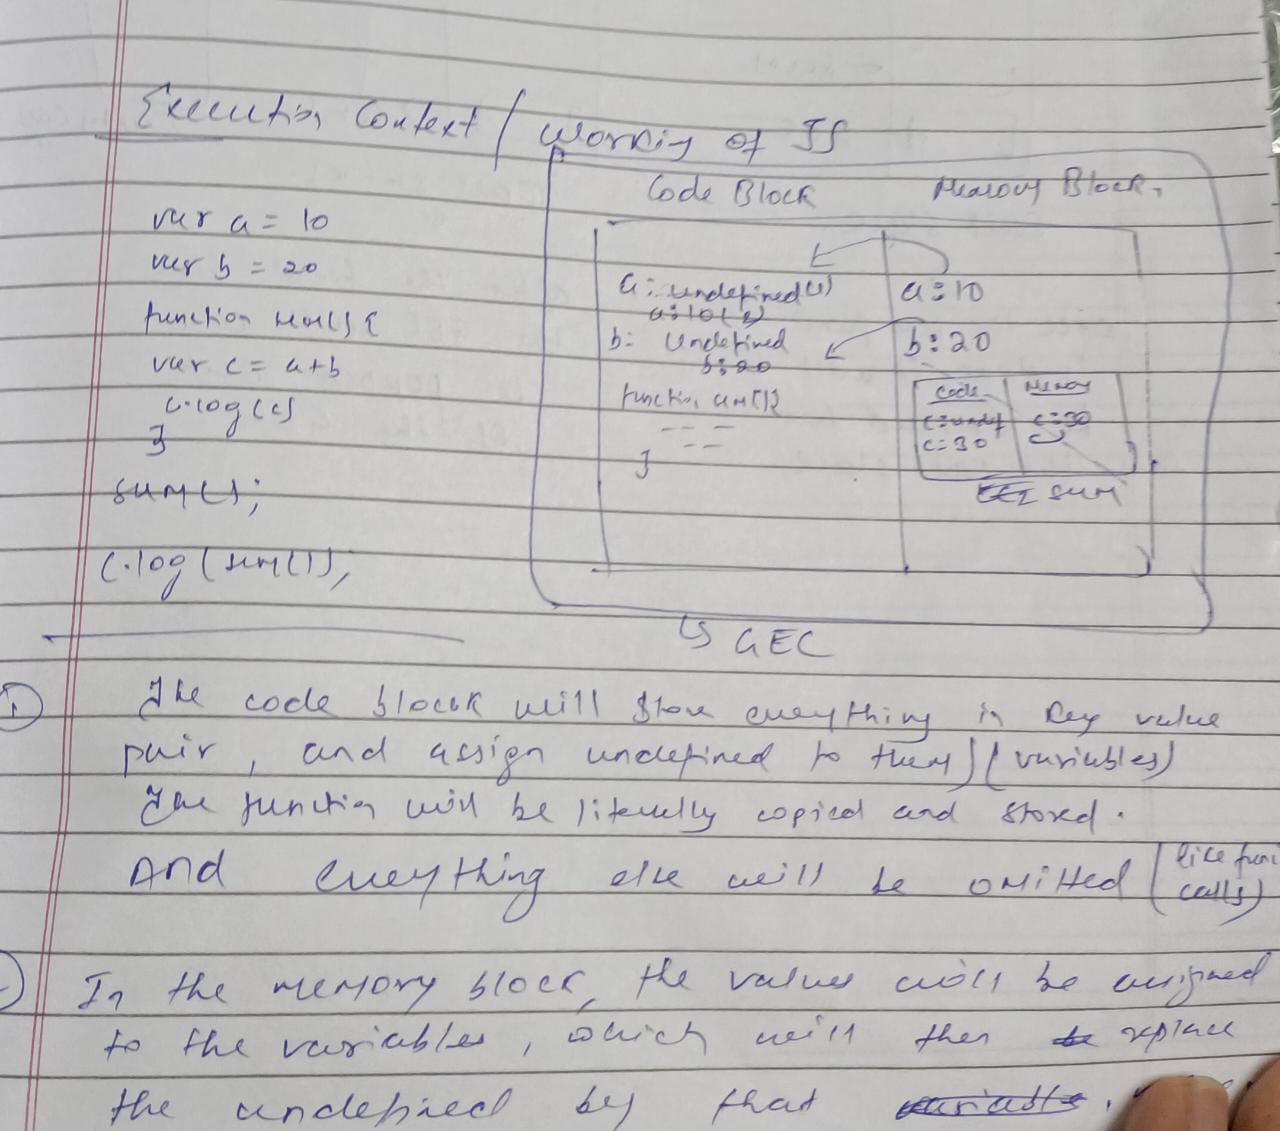 Execution Context / Working of JS
var a = 10
var b = 20
function sum() {
var c = a+b
c.log(c)
}
sum();
c.log(sum());
Code Block
Memory Block
a: undefined (1)
a: 10 (2)
b: undefined
b: 20
function sum() {
}
a: 10
b: 20
Code
Memory
c: undef
c: 30
c: 30
sum
GEC
1
The code block will store everything in key value
pair, and assign undefined to them) (variables)
The function will be literally copied and stored.
And everything else will be omitted (like func
calls)
In the memory block, the values will be assigned
to the variables, which will then be replace
the undefined by that variable.